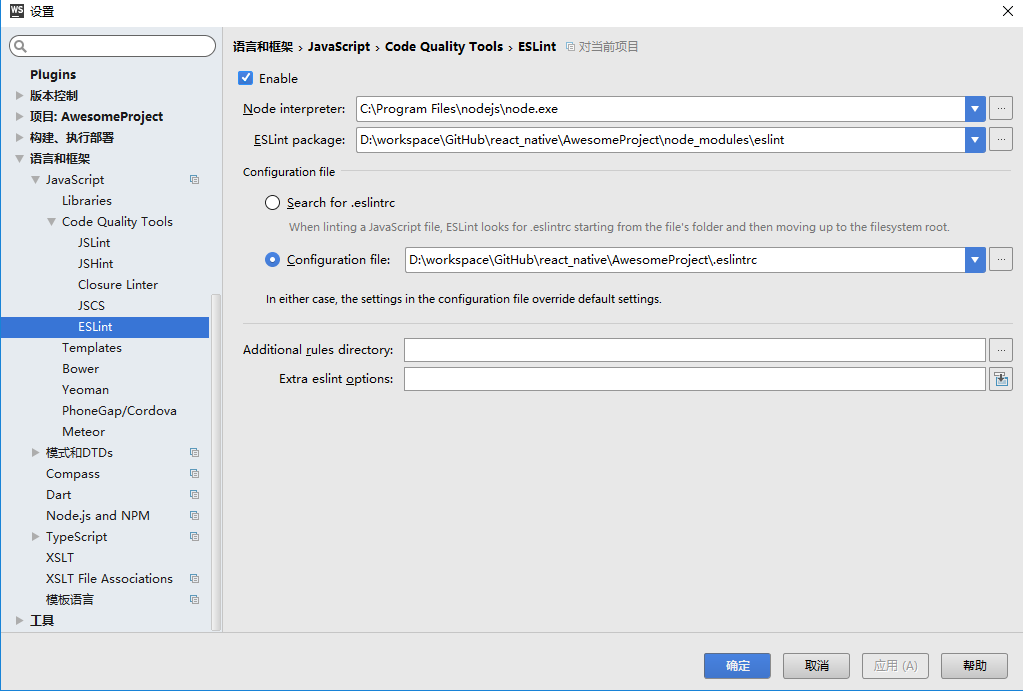 WS 设置
Plugins
版本控制
项目: AwesomeProject
构建、执行部署
语言和框架
JavaScript
Libraries
Code Quality Tools
JSLint
JSHint
Closure Linter
JSCS
ESLint
Templates
Bower
Yeoman
PhoneGap/Cordova
Meteor
模式和DTDs
Compass
Dart
Node.js and NPM
TypeScript
XSLT
XSLT File Associations
模板语言
工具
语言和框架 › JavaScript › Code Quality Tools › ESLint 对当前项目
Enable
Node interpreter: C:\Program Files\nodejs\node.exe ...
ESLint package: D:\workspace\GitHub\react_native\AwesomeProject\node_modules\eslint ...
Configuration file
Search for .eslintrc
When linting a JavaScript file, ESLint looks for .eslintrc starting from the file's folder and then moving up to the filesystem root.
Configuration file: D:\workspace\GitHub\react_native\AwesomeProject\.eslintrc ...
In either case, the settings in the configuration file override default settings.
Additional rules directory: ...
Extra eslint options:
确定 取消 应用 (A) 帮助